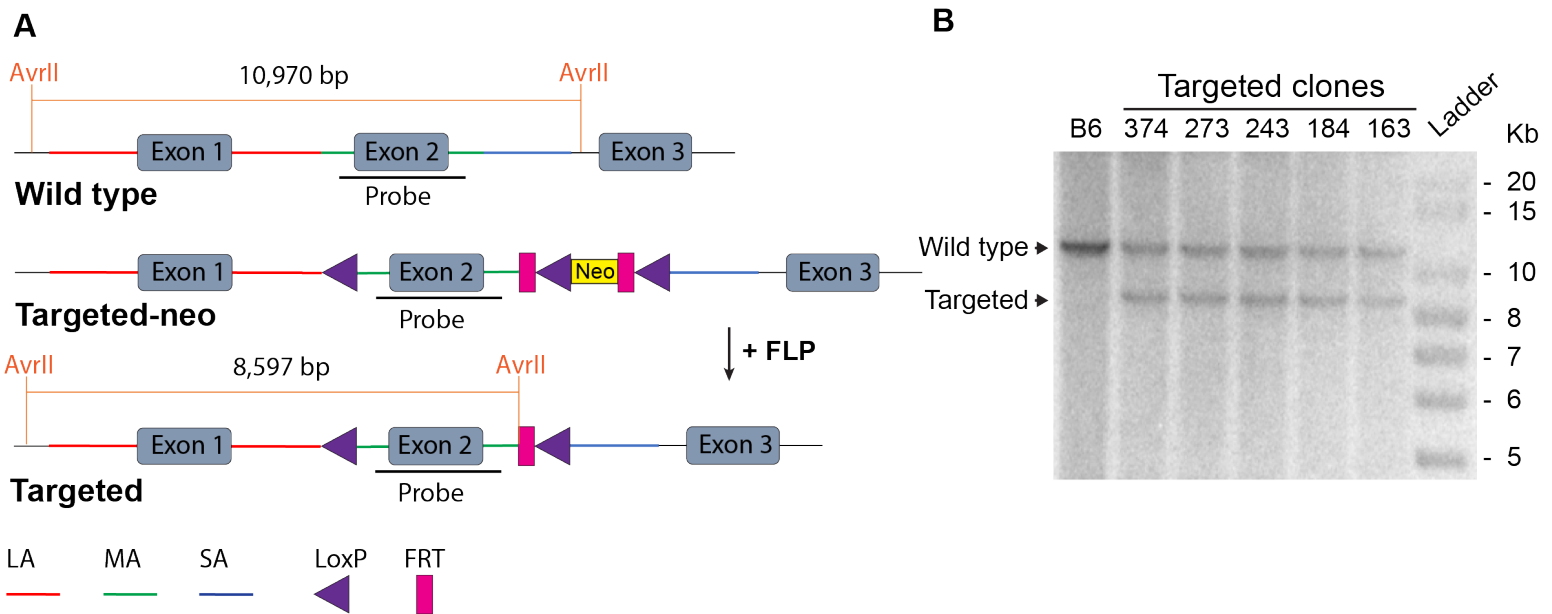 A
AvrII 10,970 bp AvrII
Exon 1 Exon 2 Exon 3
Wild type Probe
Exon 1 Exon 2 Neo Exon 3
Targeted-neo Probe
+ FLP
AvrII 8,597 bp AvrII
Exon 1 Exon 2 Exon 3
Targeted Probe
LA MA SA LoxP FRT
B
Targeted clones
B6 374 273 243 184 163 Ladder
Kb
- 20
- 15
Wild type
- 10
Targeted
- 8
- 7
- 6
- 5